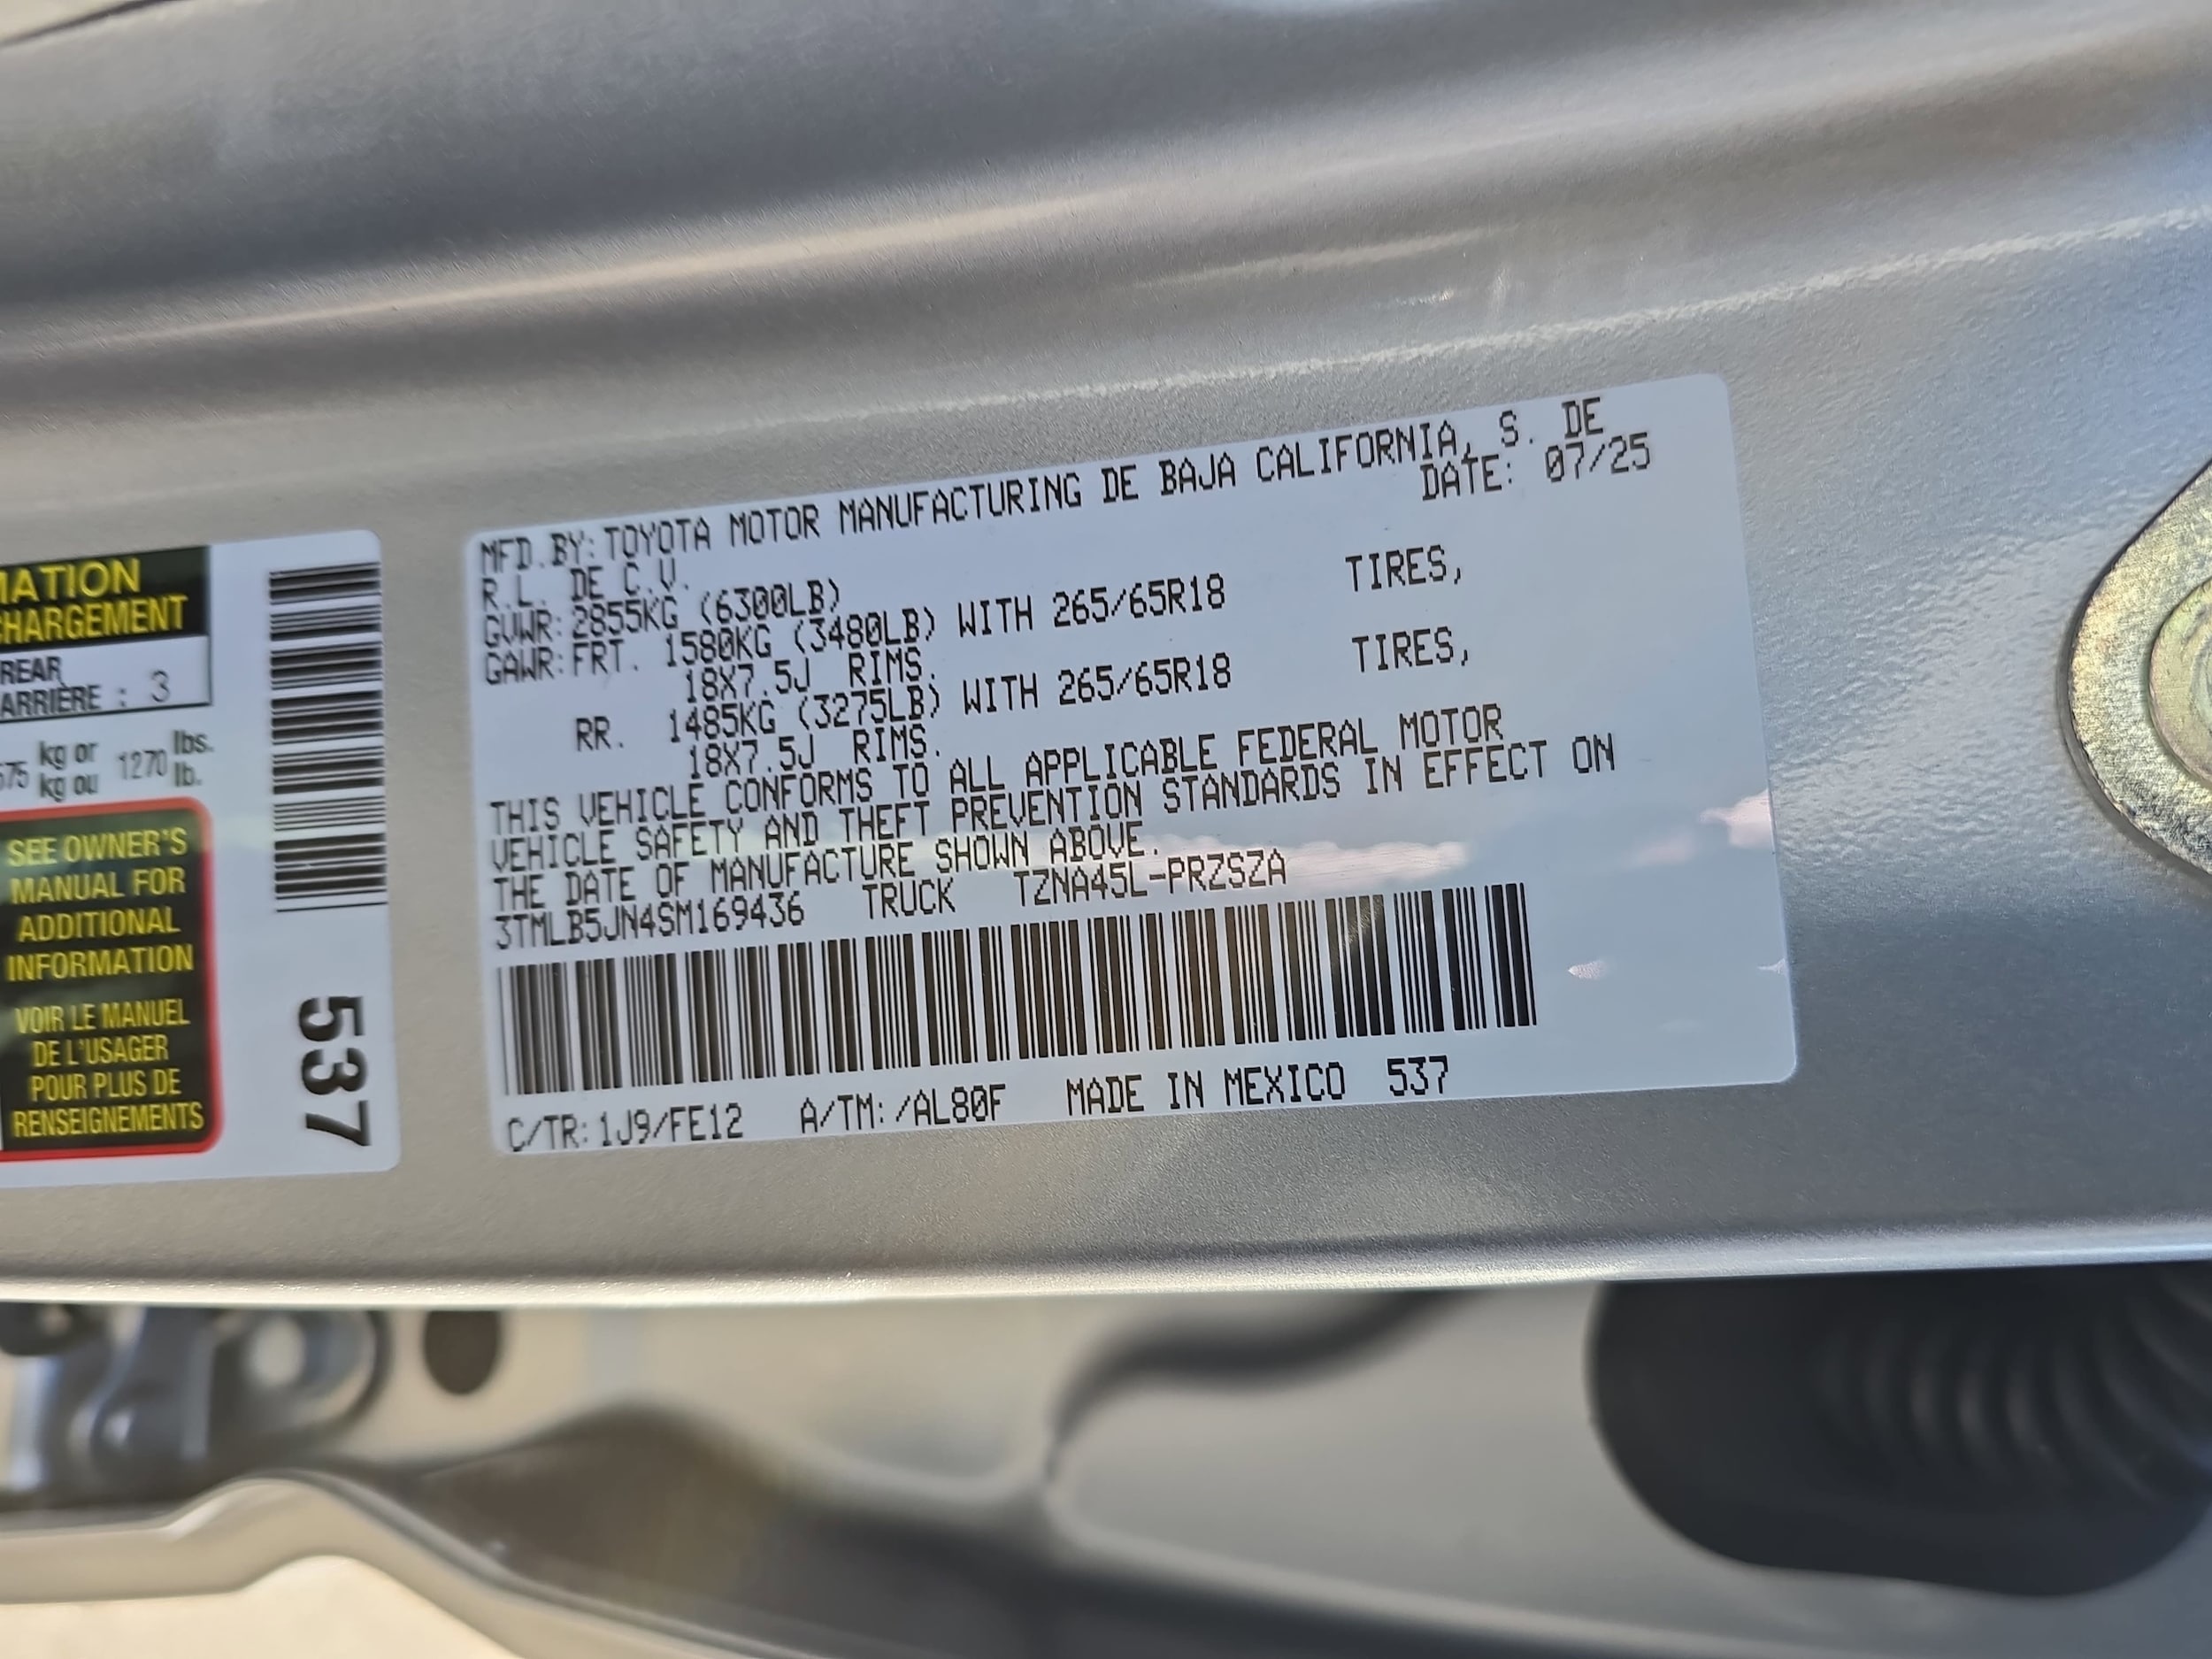 MATION
CHARGEMENT
REAR
ARRIÈRE : 3
575 kg or 1270 lbs.
kg ou lb.
SEE OWNER'S
MANUAL FOR
ADDITIONAL
INFORMATION
VOIR LE MANUEL
DE L'USAGER
POUR PLUS DE
RENSEIGNEMENTS
537
MFD.BY:TOYOTA MOTOR MANUFACTURING DE BAJA CALIFORNIA, S. DE
R.L. DE C.V. DATE: 07/25
GVWR:2855KG (6300LB)
GAWR:FRT. 1580KG (3480LB) WITH 265/65R18 TIRES,
18X7.5J RIMS.
RR. 1485KG (3275LB) WITH 265/65R18 TIRES,
18X7.5J RIMS.
THIS VEHICLE CONFORMS TO ALL APPLICABLE FEDERAL MOTOR
VEHICLE SAFETY AND THEFT PREVENTION STANDARDS IN EFFECT ON
THE DATE OF MANUFACTURE SHOWN ABOVE.
3TMLB5JN4SM169436 TRUCK TZNA45L-PRZSZA
C/TR:1J9/FE12 A/TM:/AL80F MADE IN MEXICO 537